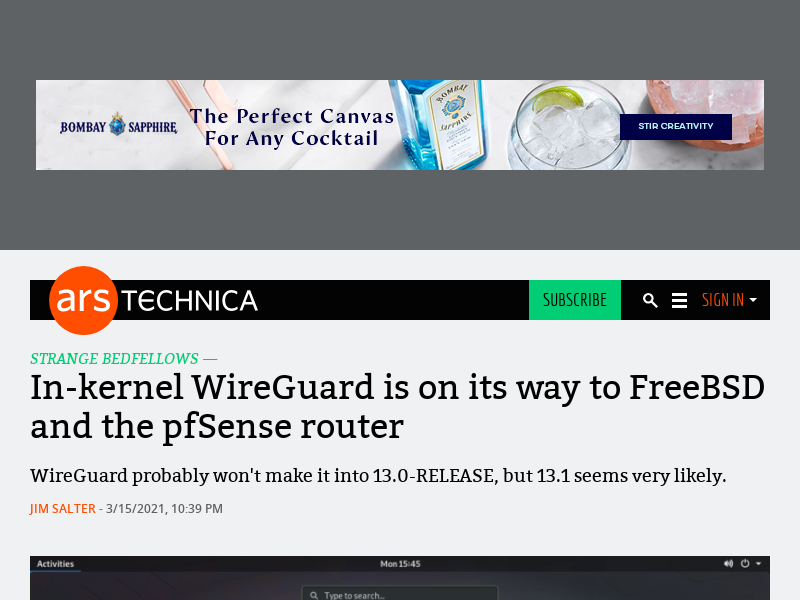 BOMBAY SAPPHIRE
The Perfect Canvas
For Any Cocktail
BOMBAY
SAPPHIRE
STIR CREATIVITY
ars TECHNICA
SUBSCRIBE
SIGN IN
STRANGE BEDFELLOWS —
In-kernel WireGuard is on its way to FreeBSD
and the pfSense router
WireGuard probably won't make it into 13.0-RELEASE, but 13.1 seems very likely.
JIM SALTER - 3/15/2021, 10:39 PM
Activities
Mon 15:45
Type to search...